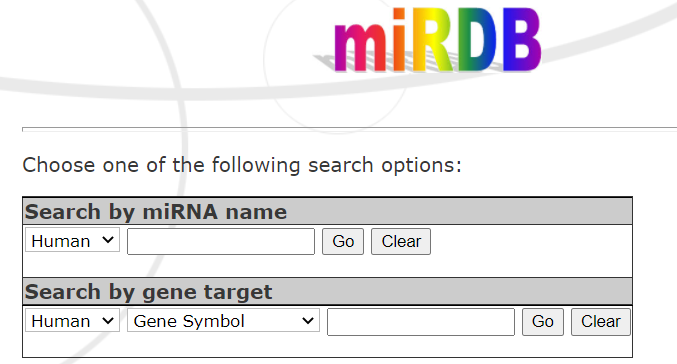 miRDB
Choose one of the following search options:
Search by miRNA name
Human Go Clear
Search by gene target
Human Gene Symbol Go Clear